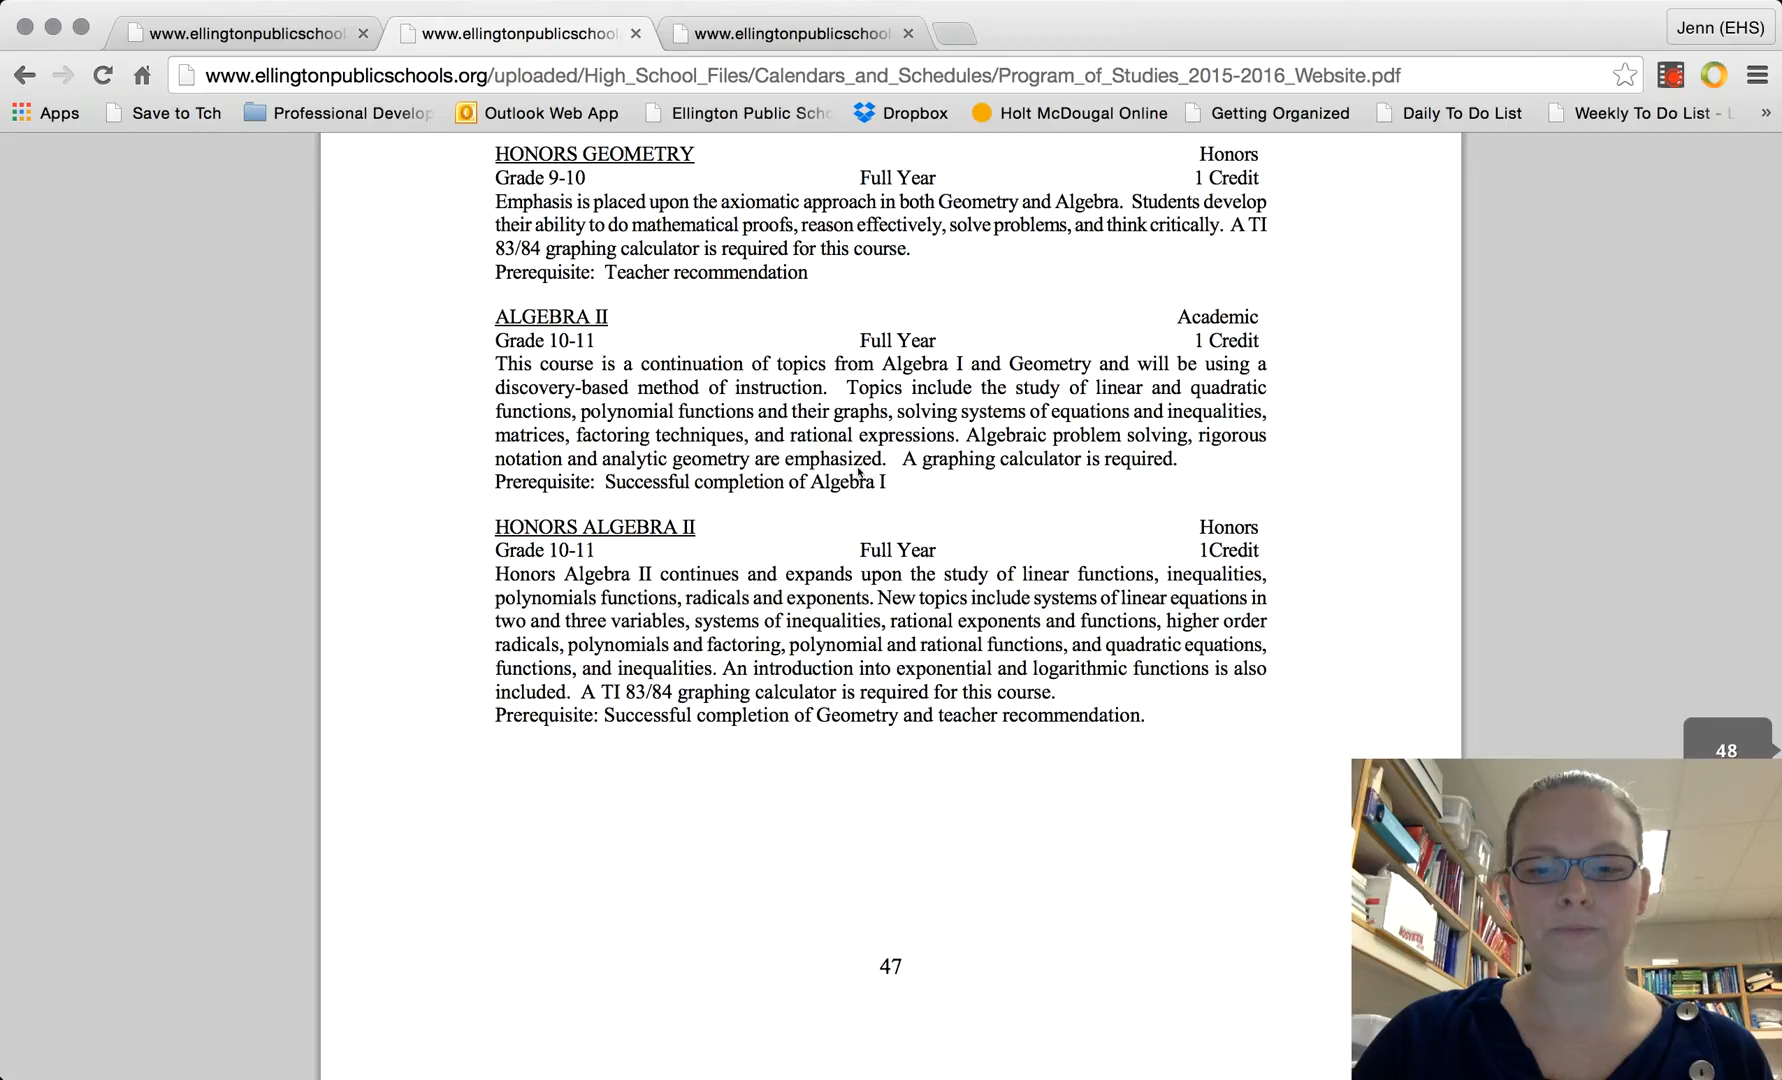 www.ellingtonpublicschool
www.ellingtonpublicschool
www.ellingtonpublicschool
Jenn (EHS)
www.ellingtonpublicschools.org/uploaded/High_School_Files/Calendars_and_Schedules/Program_of_Studies_2015-2016_Website.pdf
Apps Save to Tch Professional Develop Outlook Web App Ellington Public Sch Dropbox Holt McDougal Online Getting Organized Daily To Do List Weekly To Do List - »
HONORS GEOMETRY Honors
Grade 9-10 Full Year 1 Credit
Emphasis is placed upon the axiomatic approach in both Geometry and Algebra. Students develop
their ability to do mathematical proofs, reason effectively, solve problems, and think critically. A TI
83/84 graphing calculator is required for this course.
Prerequisite: Teacher recommendation
ALGEBRA II Academic
Grade 10-11 Full Year 1 Credit
This course is a continuation of topics from Algebra I and Geometry and will be using a
discovery-based method of instruction. Topics include the study of linear and quadratic
functions, polynomial functions and their graphs, solving systems of equations and inequalities,
matrices, factoring techniques, and rational expressions. Algebraic problem solving, rigorous
notation and analytic geometry are emphasized. A graphing calculator is required.
Prerequisite: Successful completion of Algebra I
HONORS ALGEBRA II Honors
Grade 10-11 Full Year 1Credit
Honors Algebra II continues and expands upon the study of linear functions, inequalities,
polynomials functions, radicals and exponents. New topics include systems of linear equations in
two and three variables, systems of inequalities, rational exponents and functions, higher order
radicals, polynomials and factoring, polynomial and rational functions, and quadratic equations,
functions, and inequalities. An introduction into exponential and logarithmic functions is also
included. A TI 83/84 graphing calculator is required for this course.
Prerequisite: Successful completion of Geometry and teacher recommendation.
48
47